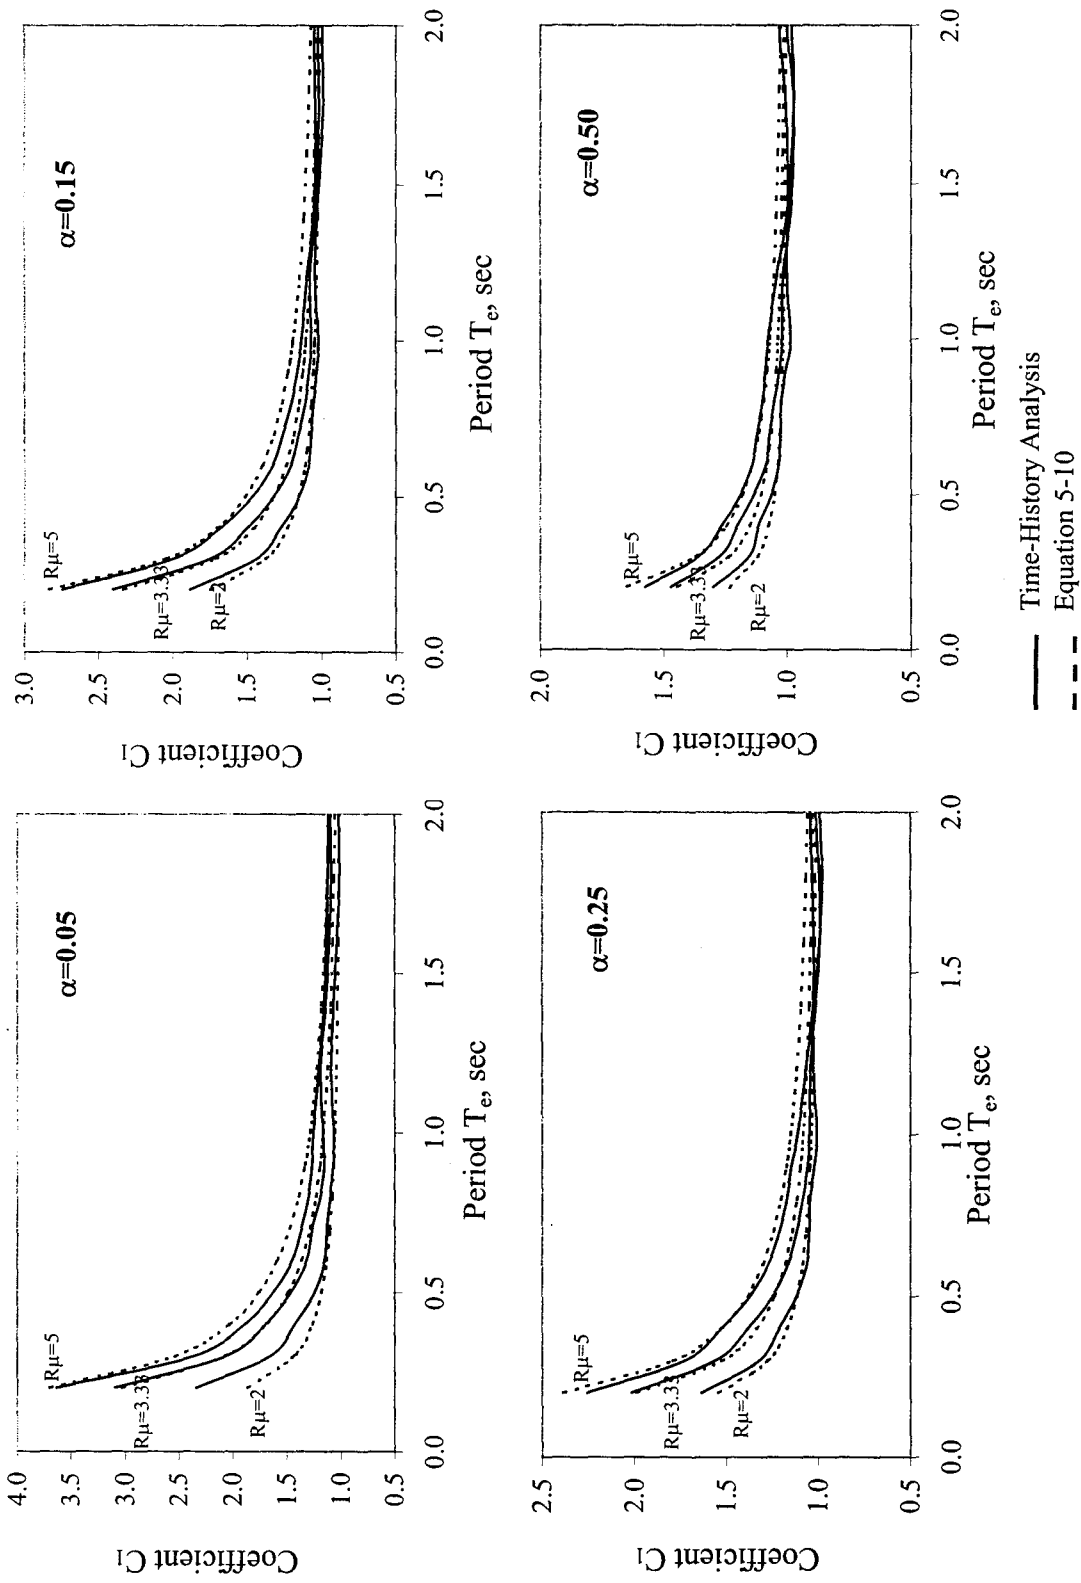 α=0.05
Coefficient C1
4.0
3.5
3.0
2.5
2.0
1.5
1.0
0.5
Rμ=5
Rμ=3.33
Rμ=2
0.0
0.5
1.0
1.5
2.0
Period Te, sec
α=0.15
Coefficient C1
3.0
2.5
2.0
1.5
1.0
0.5
Rμ=5
Rμ=3.33
Rμ=2
0.0
0.5
1.0
1.5
2.0
Period Te, sec
α=0.25
Coefficient C1
2.5
2.0
1.5
1.0
0.5
Rμ=5
Rμ=3.33
Rμ=2
0.0
0.5
1.0
1.5
2.0
Period Te, sec
α=0.50
Coefficient C1
2.0
1.5
1.0
0.5
Rμ=5
Rμ=3.33
Rμ=2
0.0
0.5
1.0
1.5
2.0
Period Te, sec
Time-History Analysis
Equation 5-10